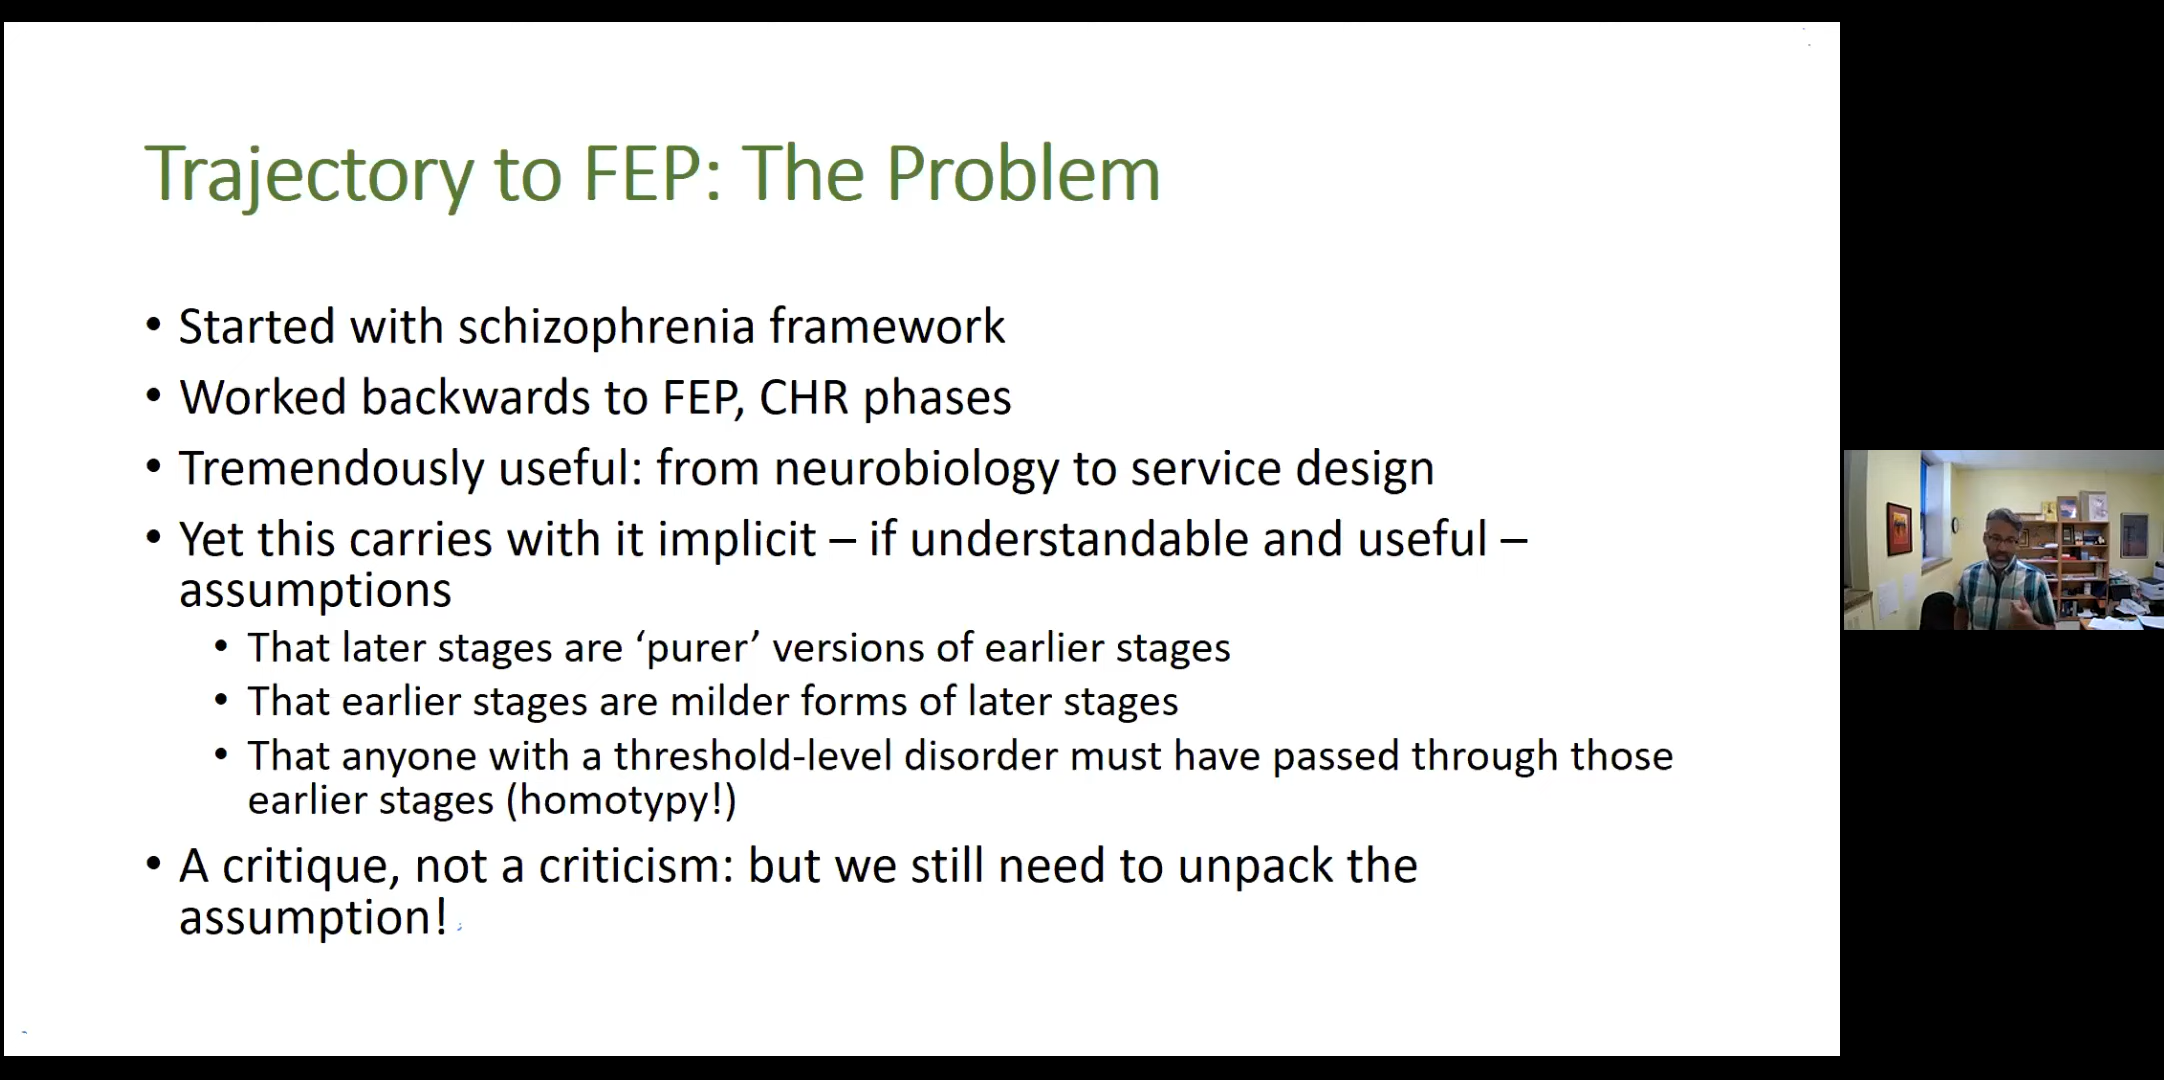 Trajectory to FEP: The Problem
• Started with schizophrenia framework
• Worked backwards to FEP, CHR phases
• Tremendously useful: from neurobiology to service design
• Yet this carries with it implicit – if understandable and useful –
assumptions
• That later stages are ‘purer’ versions of earlier stages
• That earlier stages are milder forms of later stages
• That anyone with a threshold-level disorder must have passed through those
earlier stages (homotypy!)
• A critique, not a criticism: but we still need to unpack the
assumption!